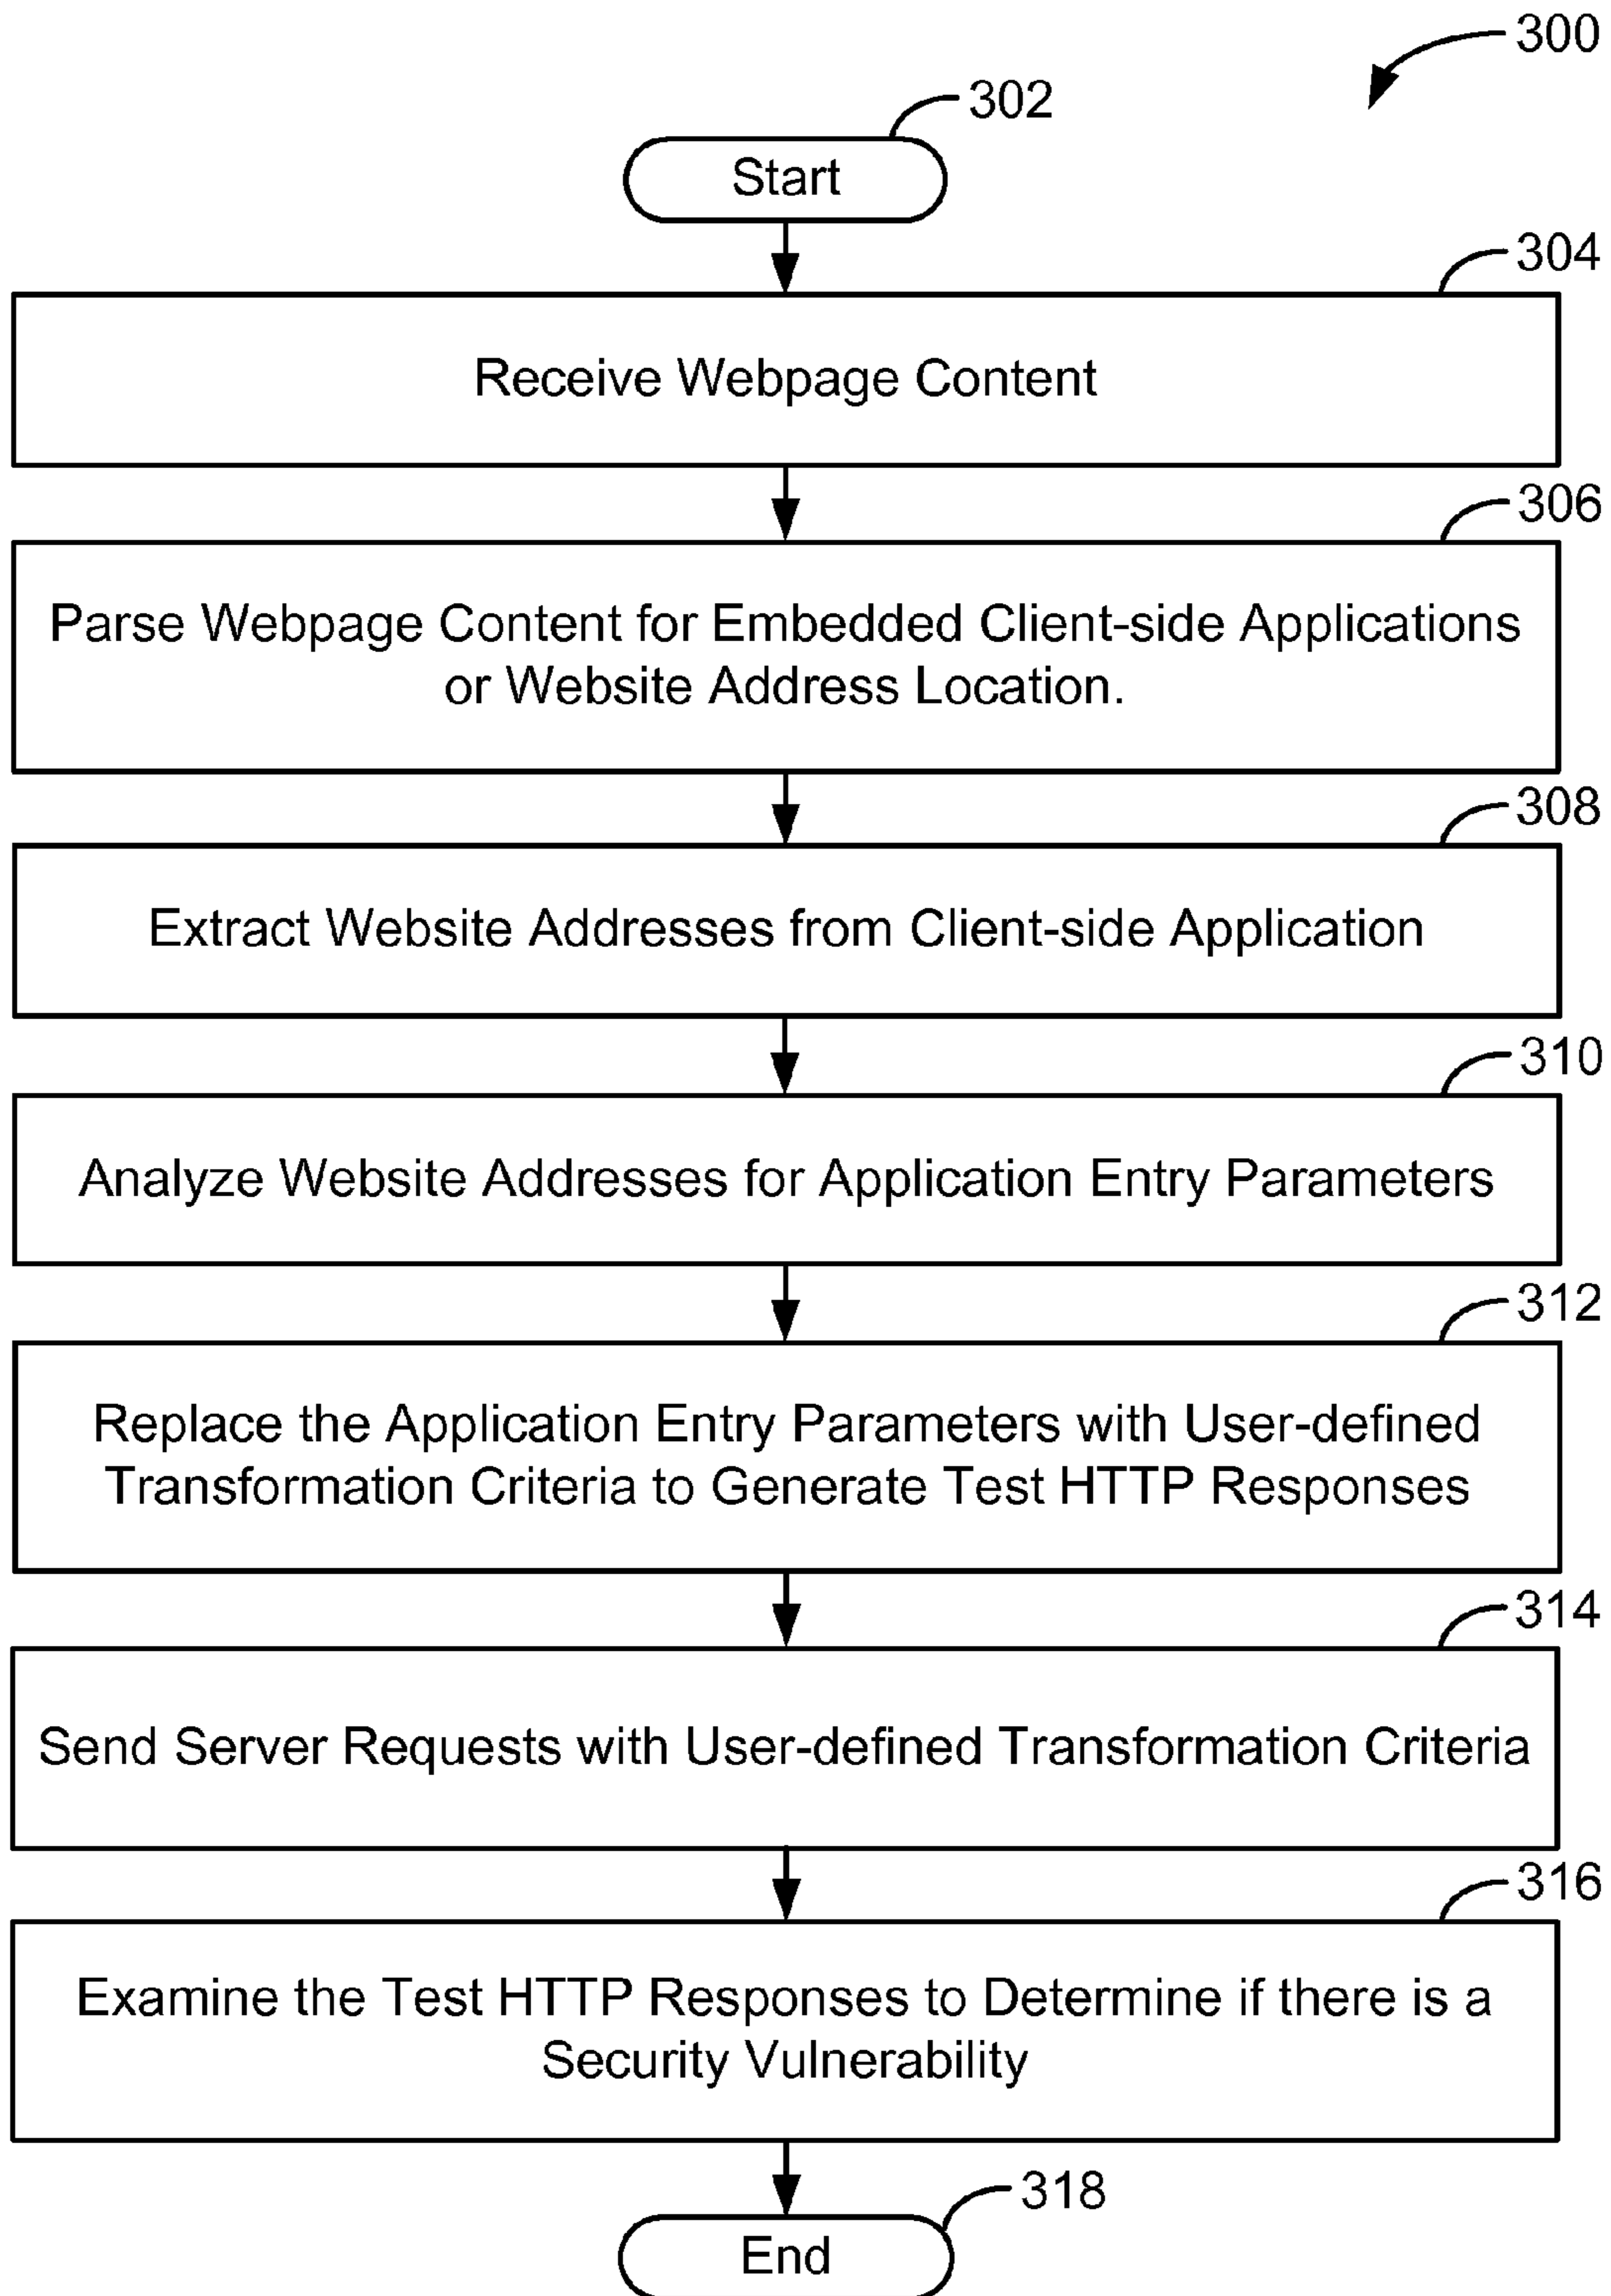 300
302
Start
304
Receive Webpage Content
306
Parse Webpage Content for Embedded Client-side Applications
or Website Address Location.
308
Extract Website Addresses from Client-side Application
310
Analyze Website Addresses for Application Entry Parameters
312
Replace the Application Entry Parameters with User-defined
Transformation Criteria to Generate Test HTTP Responses
314
Send Server Requests with User-defined Transformation Criteria
316
Examine the Test HTTP Responses to Determine if there is a
Security Vulnerability
318
End